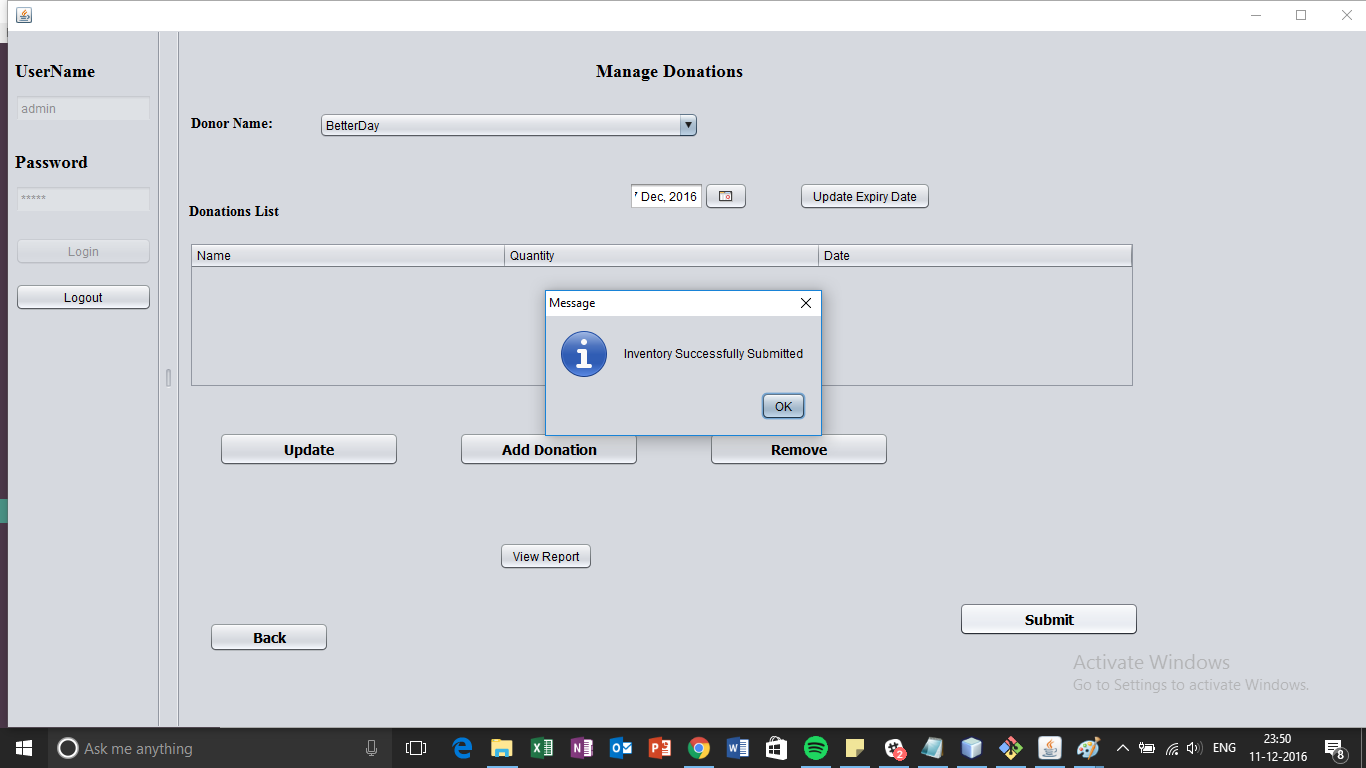 UserName
admin
Password
*****
Login
Logout
Manage Donations
Donor Name:
BetterDay
Dec, 2016
Update Expiry Date
Donations List
Name Quantity Date
Message
Inventory Successfully Submitted
OK
Update Add Donation Remove
View Report
Submit
Back
Activate Windows
Go to Settings to activate Windows.
Ask me anything
2
ENG
23:50
11-12-2016
8